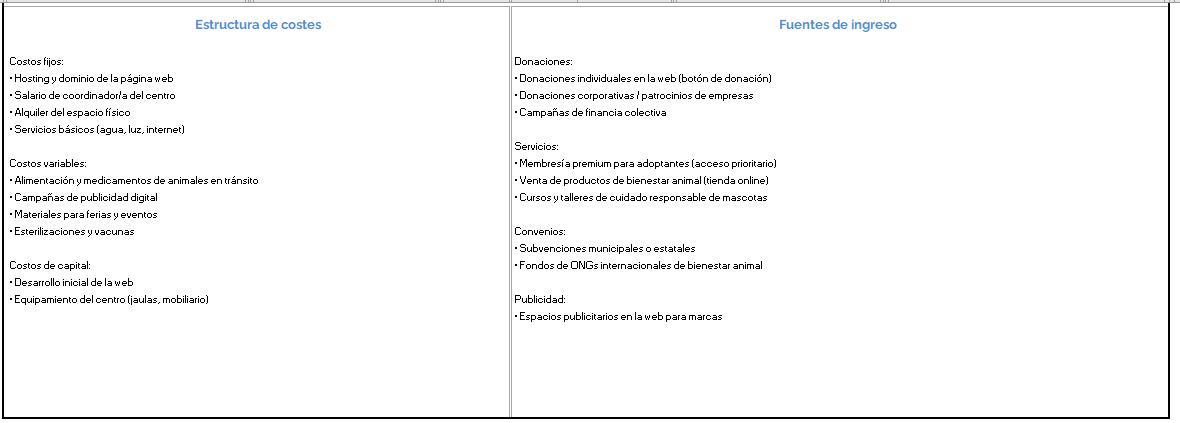 Estructura de costes
Costos fijos:
• Hosting y dominio de la página web
• Salario de coordinador/a del centro
• Alquiler del espacio físico
• Servicios básicos (agua, luz, internet)
Costos variables:
• Alimentación y medicamentos de animales en tránsito
• Campañas de publicidad digital
• Materiales para ferias y eventos
• Esterilizaciones y vacunas
Costos de capital:
• Desarrollo inicial de la web
• Equipamiento del centro (jaulas, mobiliario)
Fuentes de ingreso
Donaciones:
• Donaciones individuales en la web (botón de donación)
• Donaciones corporativas / patrocinios de empresas
• Campañas de financia colectiva
Servicios:
• Membresía premium para adoptantes (acceso prioritario)
• Venta de productos de bienestar animal (tienda online)
• Cursos y talleres de cuidado responsable de mascotas
Convenios:
• Subvenciones municipales o estatales
• Fondos de ONGs internacionales de bienestar animal
Publicidad:
• Espacios publicitarios en la web para marcas